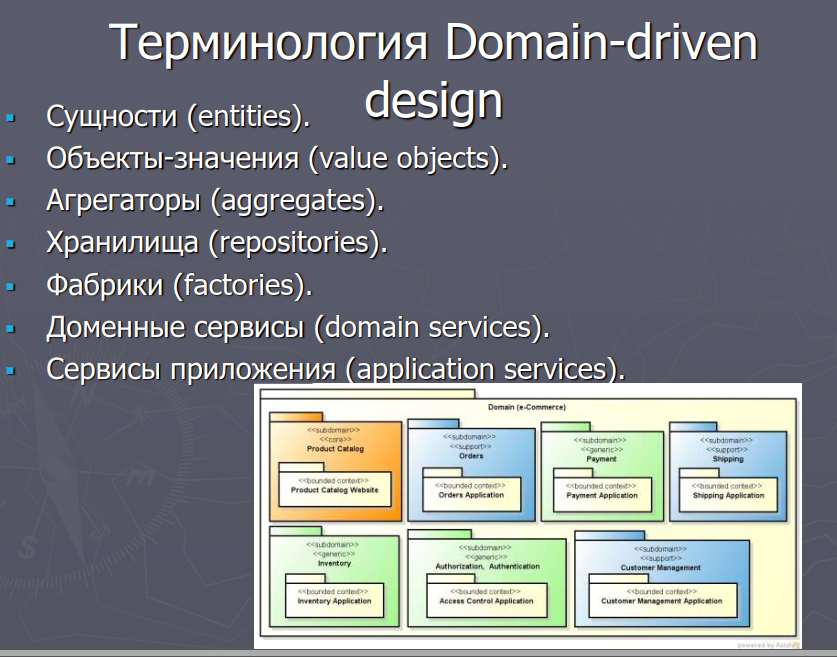 Терминология Domain-driven
design
Сущности (entities).
Объекты-значения (value objects).
Агрегаторы (aggregates).
Хранилища (repositories).
Фабрики (factories).
Доменные сервисы (domain services).
Сервисы приложения (application services).
Domain (e-Commerce)
<<subdomain>>
<<core>>
Product Catalog
<<bounded context>>
Product Catalog Website
<<subdomain>>
<<support>>
Orders
<<bounded context>>
Orders Application
<<subdomain>>
<<generic>>
Payment
<<bounded context>>
Payment Application
<<subdomain>>
<<support>>
Shipping
<<bounded context>>
Shipping Application
<<subdomain>>
<<generic>>
Inventory
<<bounded context>>
Inventory Application
<<subdomain>>
<<generic>>
Authorization, Authentication
<<bounded context>>
Access Control Application
<<subdomain>>
<<support>>
Customer Management
<<bounded context>>
Customer Management Application
powered by Astah